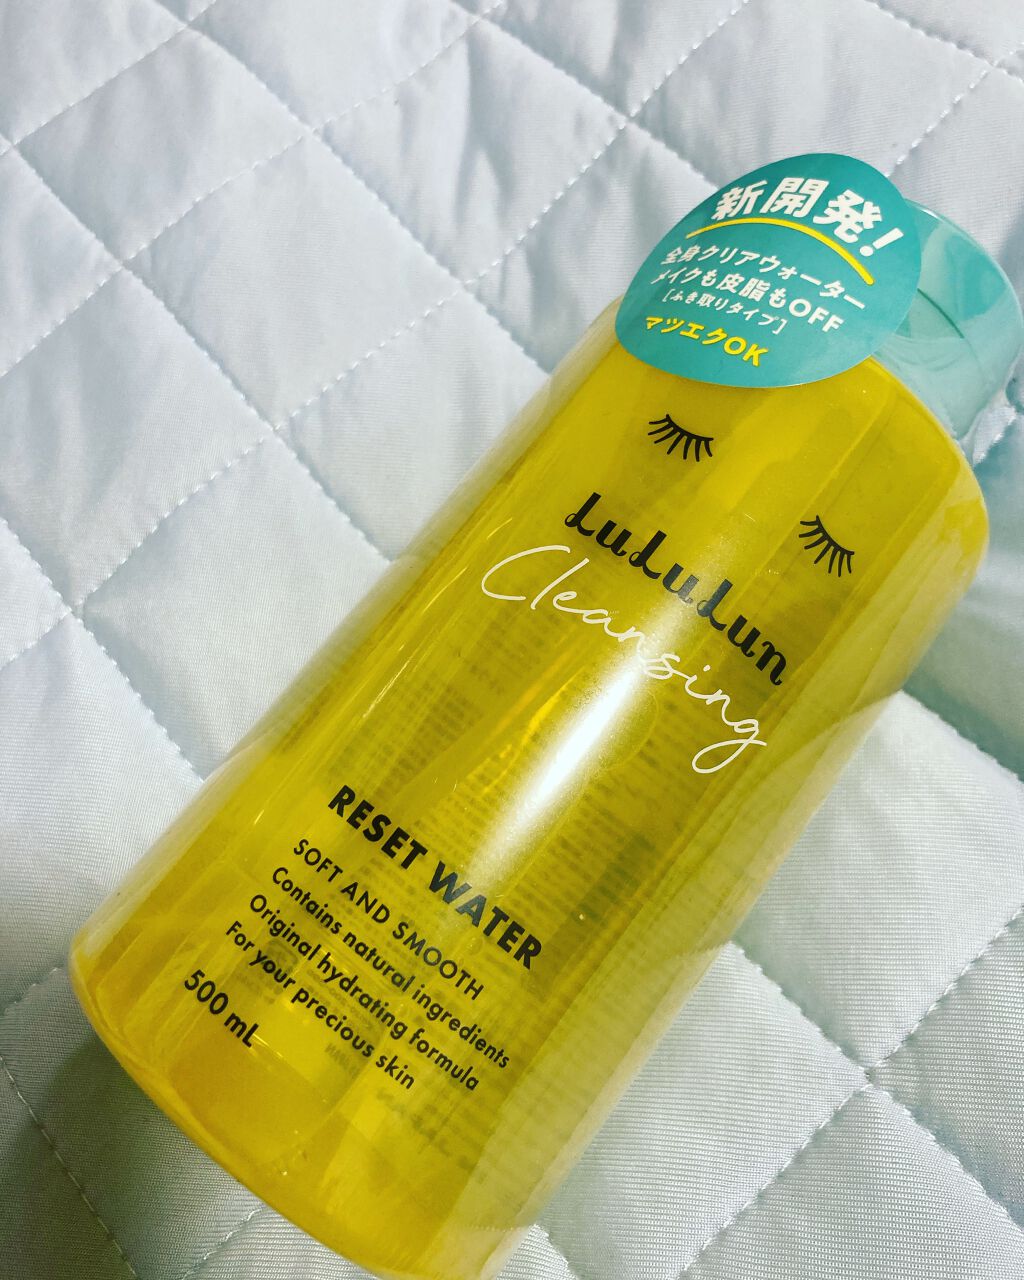 新開発!
全身クリアウォーター
メイクも皮脂もOFF
[ふき取りタイプ]
マツエクOK
LuLuLun
Cleansing
RESET WATER
SOFT AND SMOOTH
Contains natural ingredients
Original hydrating formula
For your precious skin
500 mL